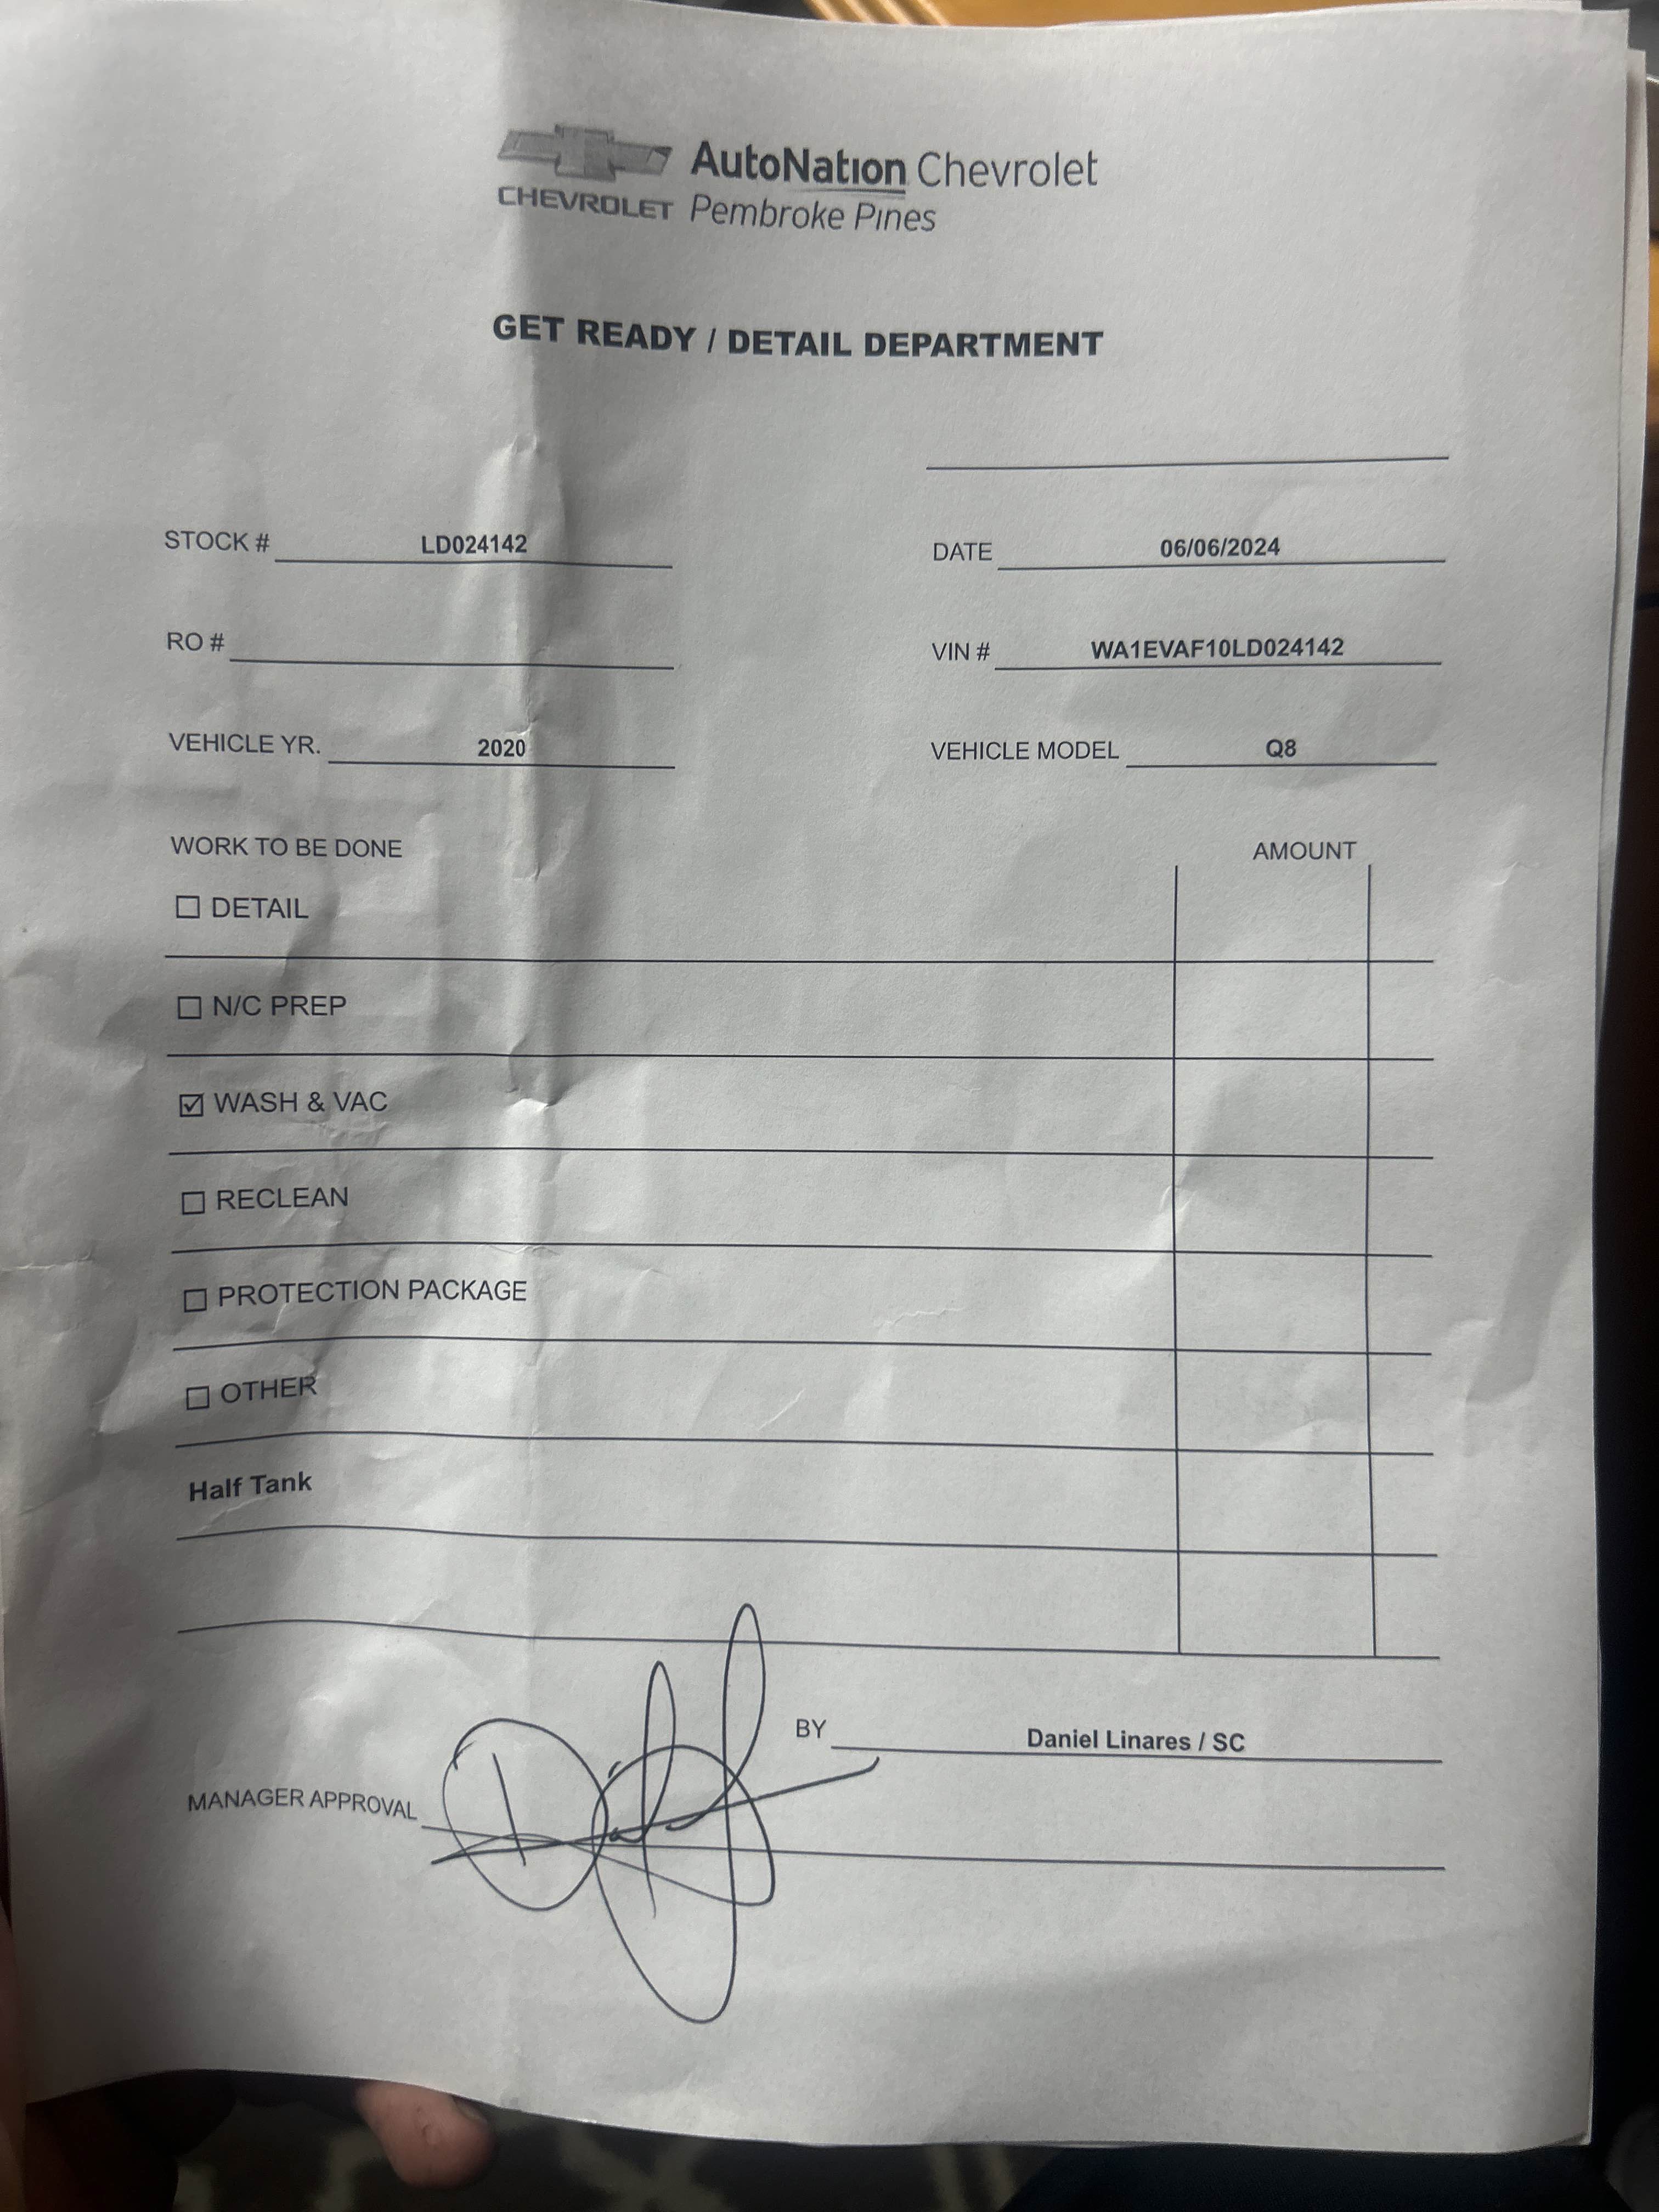 AutoNation Chevrolet
CHEVROLET Pembroke Pines
GET READY / DETAIL DEPARTMENT
STOCK # LD024142 DATE 06/06/2024
RO # VIN # WA1EVAF10LD024142
VEHICLE YR. 2020 VEHICLE MODEL Q8
WORK TO BE DONE AMOUNT
☐ DETAIL
☐ N/C PREP
☑ WASH & VAC
☐ RECLEAN
☐ PROTECTION PACKAGE
☐ OTHER
Half Tank
BY Daniel Linares / SC
MANAGER APPROVAL